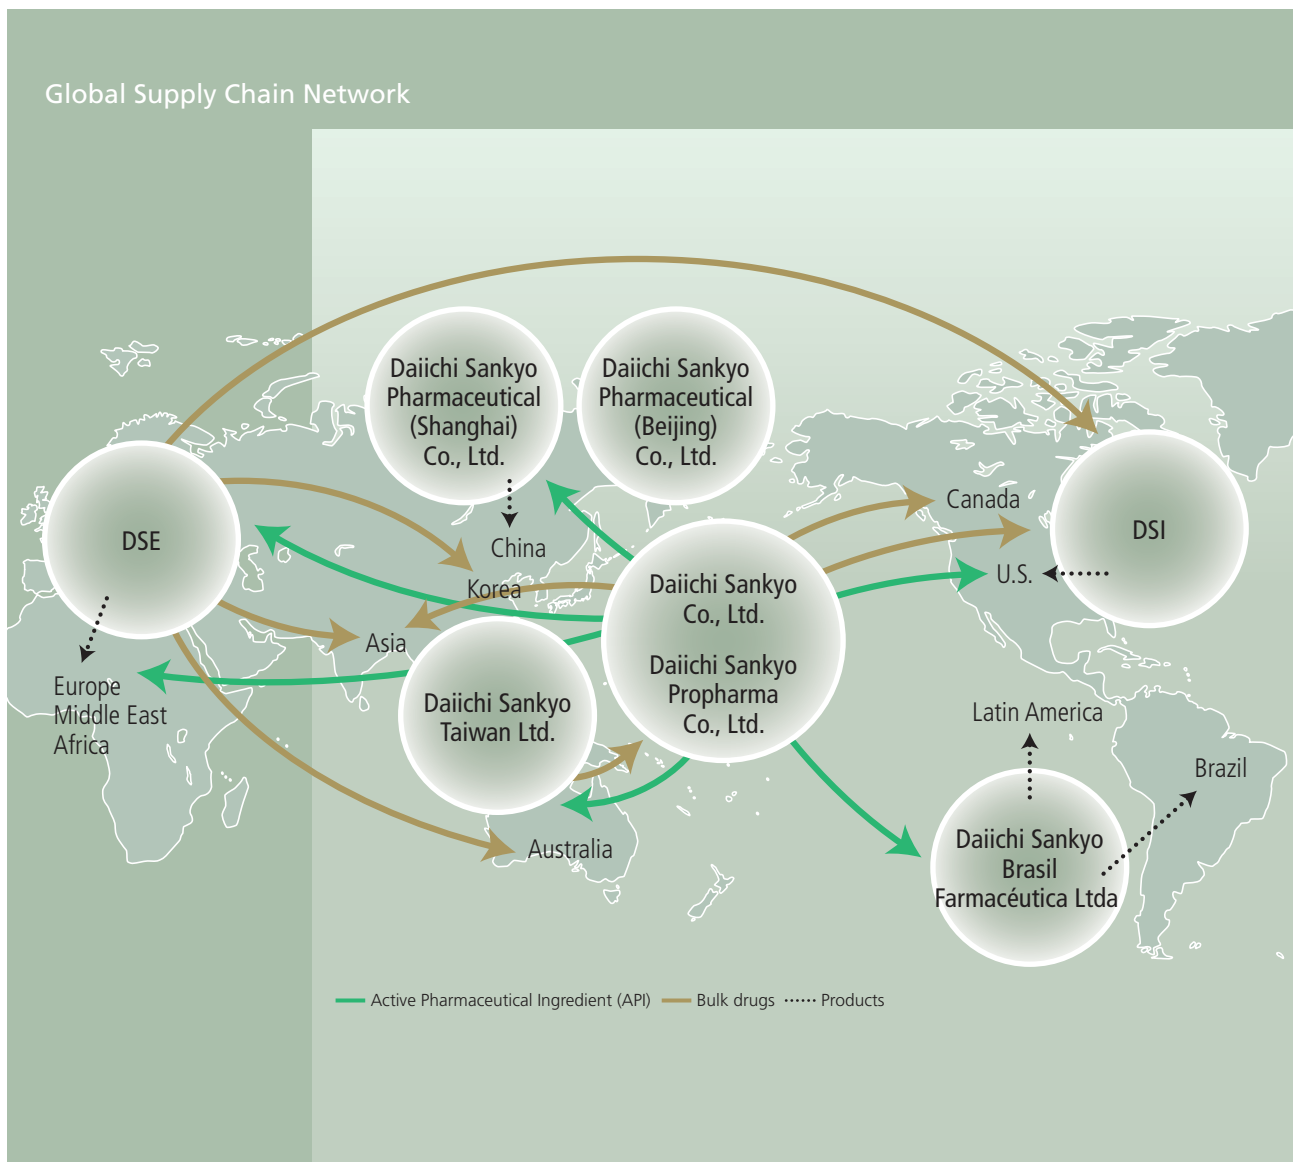 Global Supply Chain Network
Daiichi Sankyo
Pharmaceutical
(Shanghai)
Co., Ltd.
Daiichi Sankyo
Pharmaceutical
(Beijing)
Co., Ltd.
DSE
China
Korea
Asia
Europe
Middle East
Africa
Daiichi Sankyo
Taiwan Ltd.
Daiichi Sankyo
Co., Ltd.
Daiichi Sankyo
Propharma
Co., Ltd.
Canada
DSI
U.S.
Latin America
Brazil
Daiichi Sankyo
Brasil
Farmacéutica Ltda
Australia
Active Pharmaceutical Ingredient (API)
Bulk drugs
Products